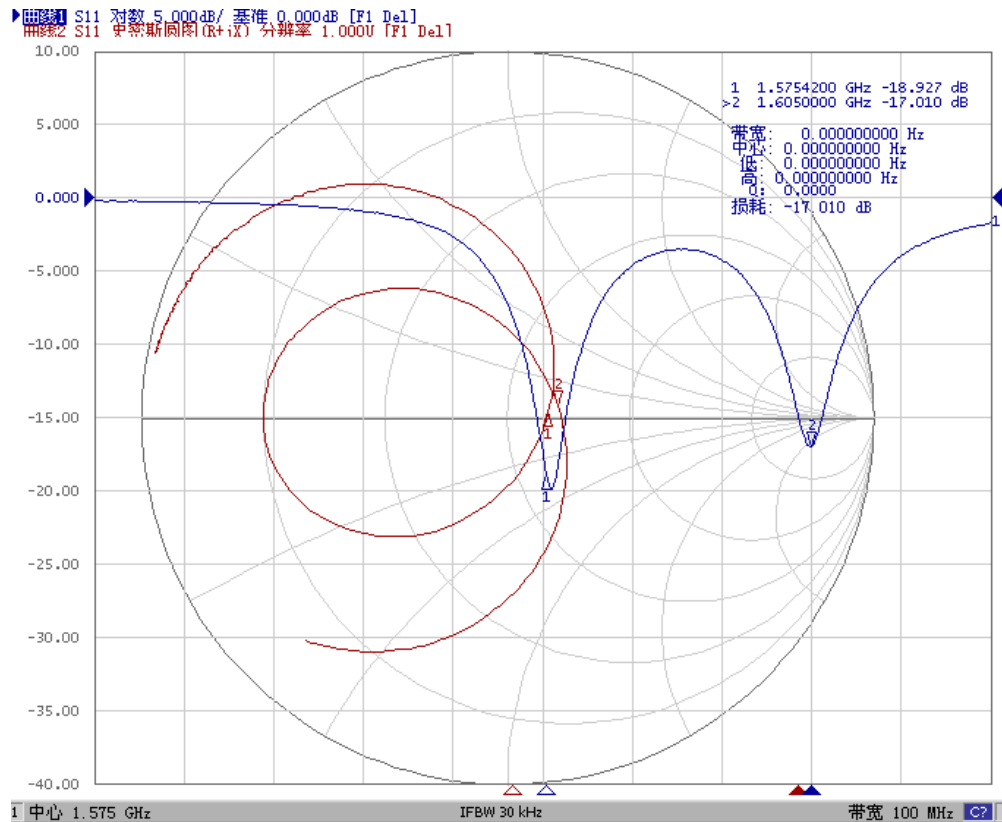 曲线1 S11 对数 5.000dB/ 基准 0.000dB [F1 Del]
曲线2 S11 史密斯圆图(R+jX) 分辨率 1.000U [F1 Del]
10.00
5.000
0.000
-5.000
-10.00
-15.00
-20.00
-25.00
-30.00
-35.00
-40.00
1 1.5754200 GHz -18.927 dB
>2 1.6050000 GHz -17.010 dB
带宽: 0.000000000 Hz
中心: 0.000000000 Hz
低: 0.000000000 Hz
高: 0.000000000 Hz
Q: 0.0000
损耗: -17.010 dB
1
2
1
2
1
1 中心 1.575 GHz IFBW 30 kHz 带宽 100 MHz C?